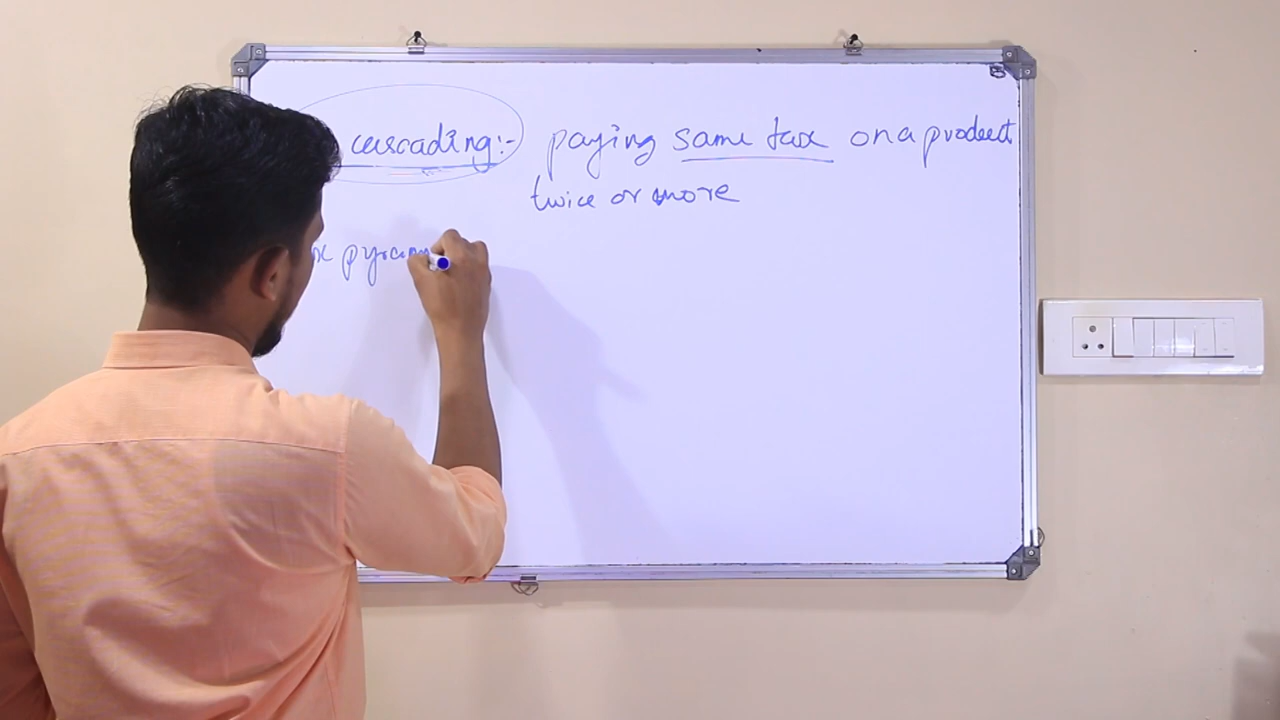 cascading:- paying same tax on a product
twice or more
x pyram